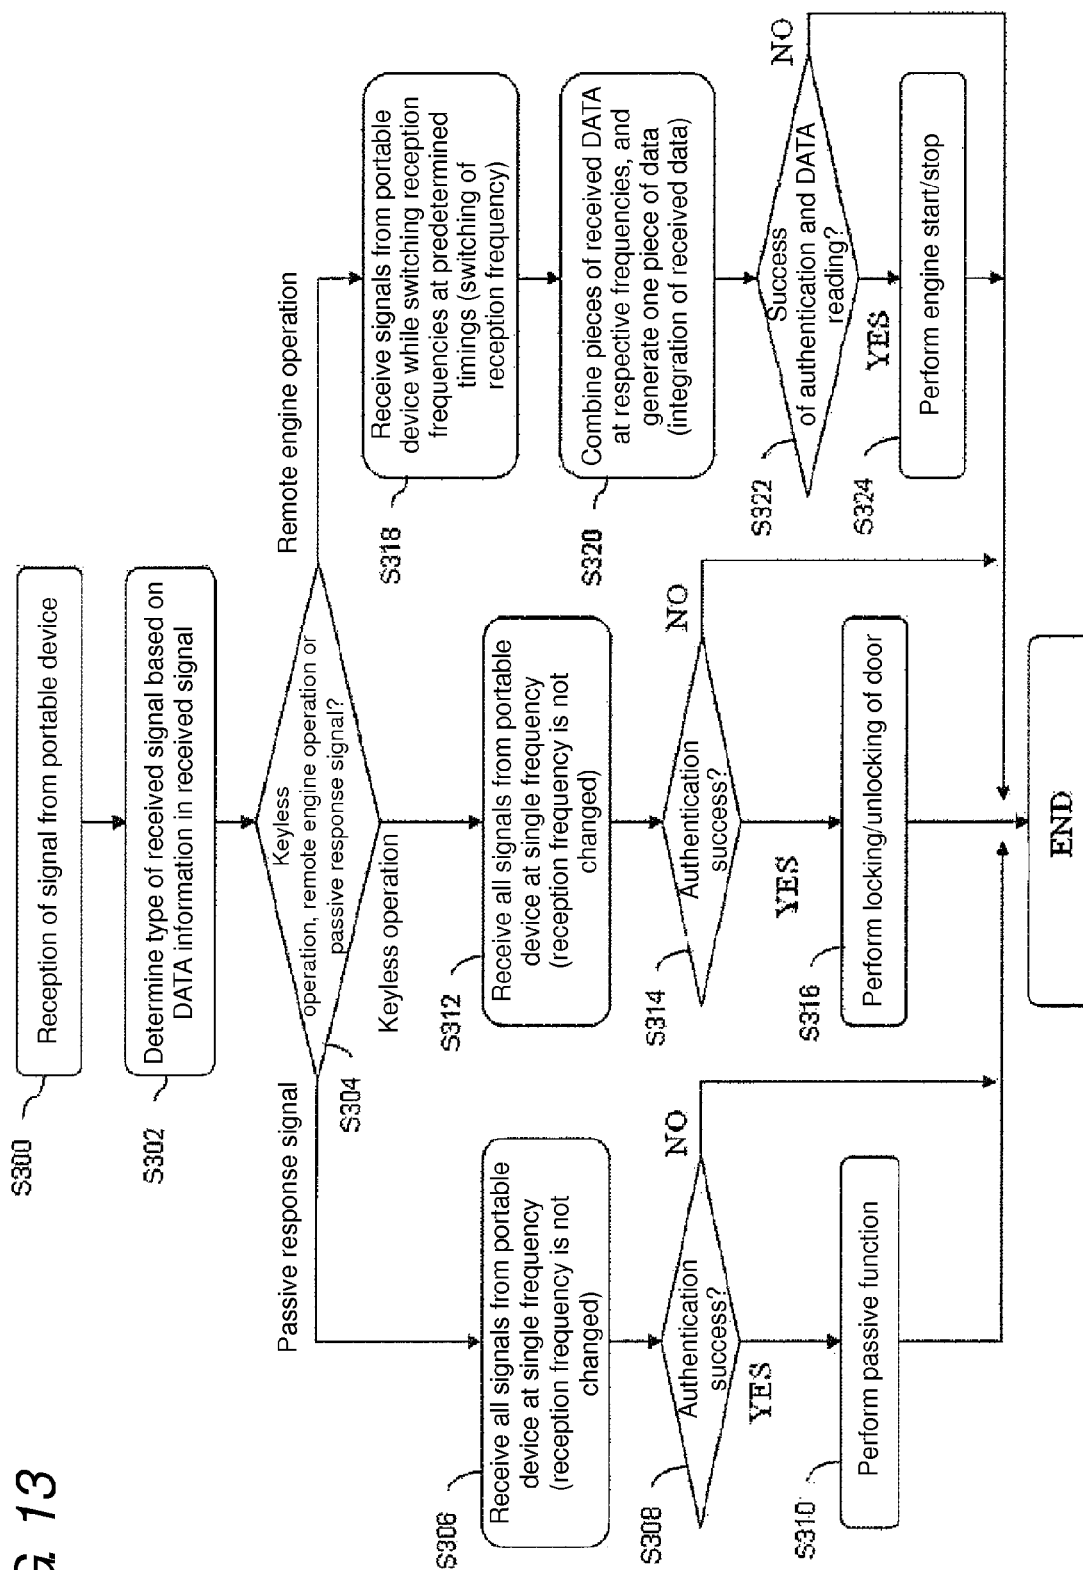 G. 13
S300
Reception of signal from portable device
S302
Determine type of received signal based on
DATA information in received signal
S304
Keyless
operation, remote engine operation or
passive response signal?
Passive response signal
Keyless operation
Remote engine operation
S306
Receive all signals from portable
device at single frequency
(reception frequency is not
changed)
S308
Authentication
success?
NO
YES
S310
Perform passive function
S312
Receive all signals from portable
device at single frequency
(reception frequency is not
changed)
S314
Authentication
success?
NO
YES
S316
Perform locking/unlocking of door
S318
Receive signals from portable
device while switching reception
frequencies at predetermined
timings (switching of
reception frequency)
S320
Combine pieces of received DATA
at respective frequencies, and
generate one piece of data
(integration of received data)
S322
Success
of authentication and DATA
reading?
NO
YES
S324
Perform engine start/stop
END